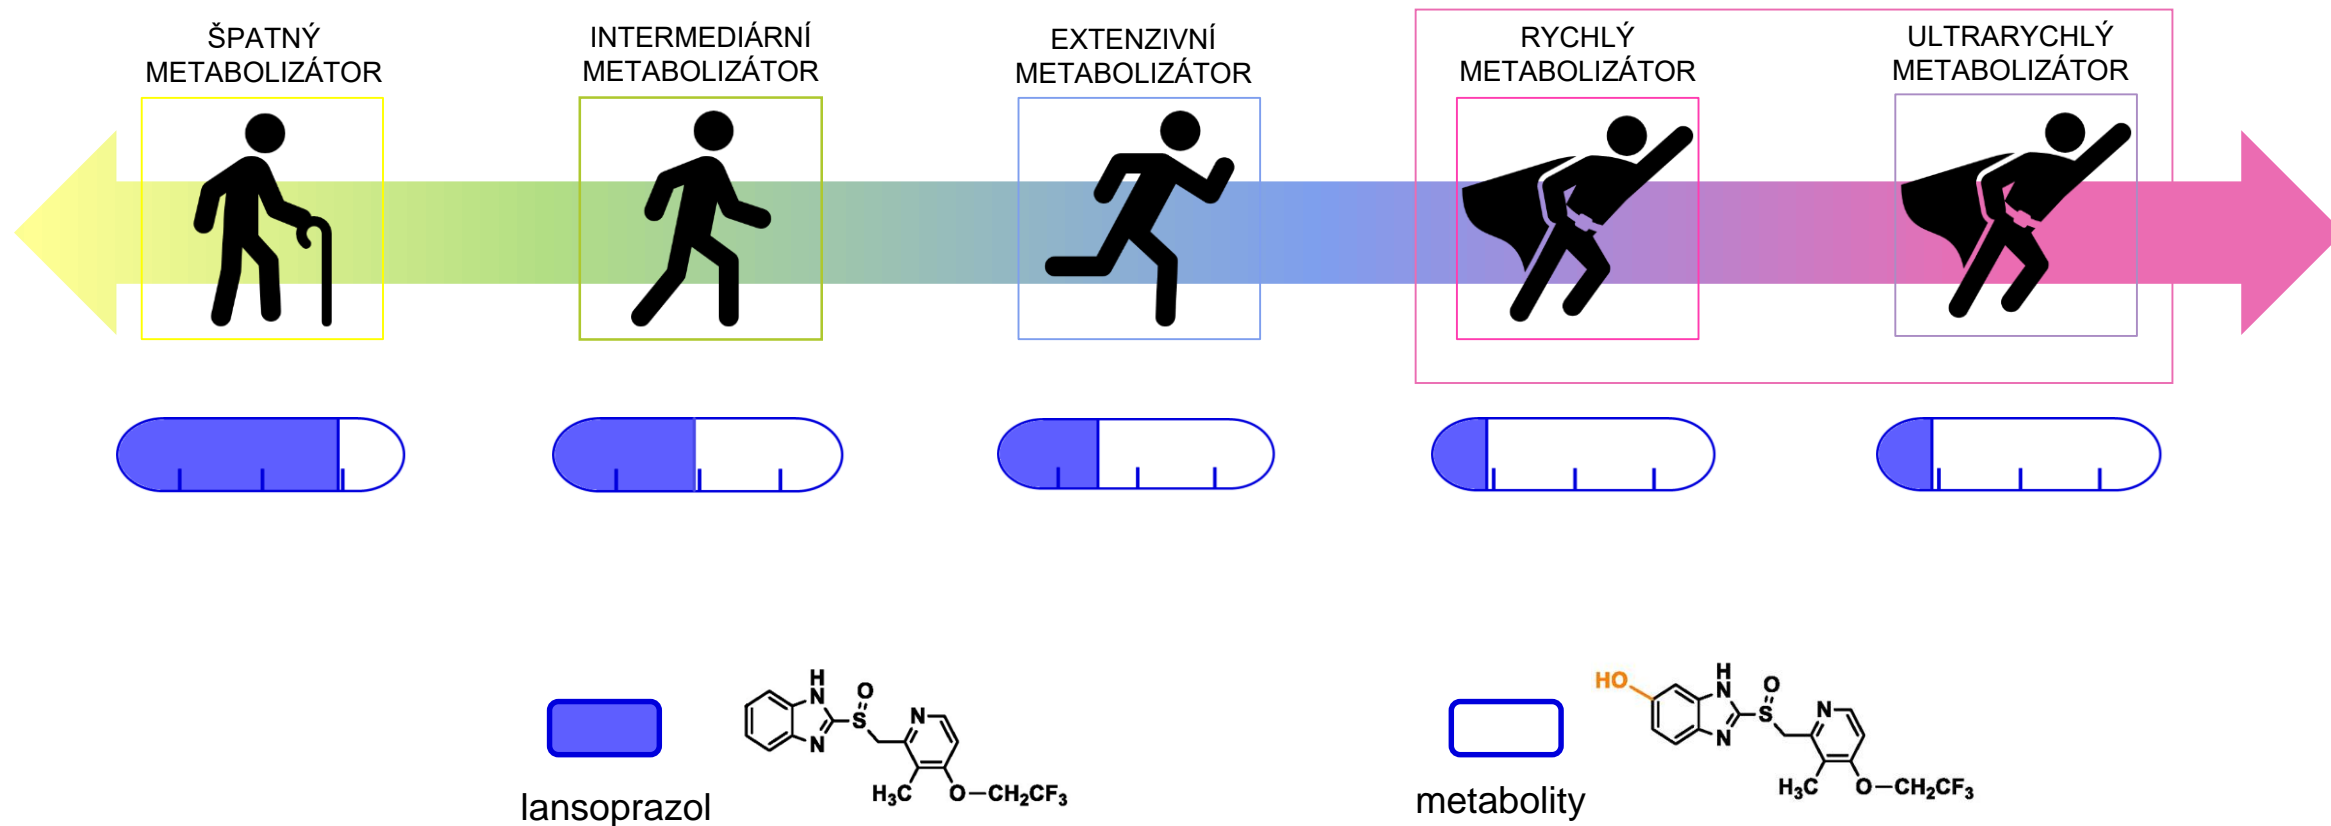 ŠPATNÝ
METABOLIZÁTOR
INTERMEDIÁRNÍ
METABOLIZÁTOR
EXTENZIVNÍ
METABOLIZÁTOR
RYCHLÝ
METABOLIZÁTOR
ULTRARYCHLÝ
METABOLIZÁTOR
lansoprazol
H
N
N
S
O
N
H₃C
O—CH₂CF₃
metabolity
HO
H
N
N
S
O
N
H₃C
O—CH₂CF₃